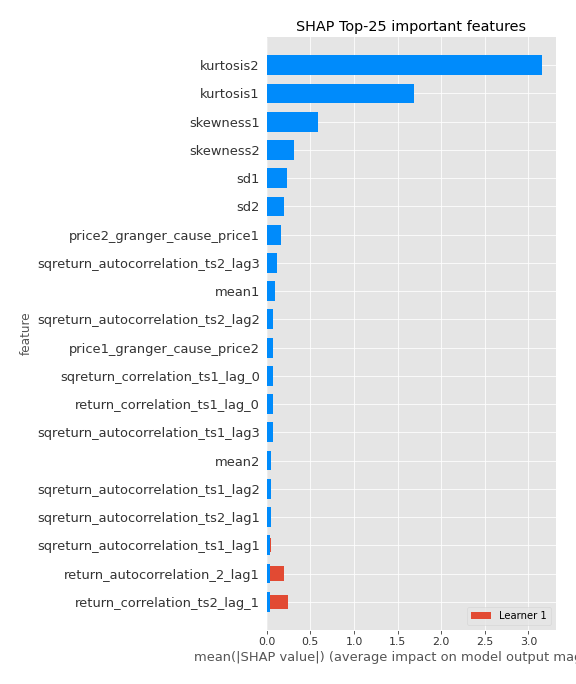 SHAP Top-25 important features
kurtosis2
kurtosis1
skewness1
skewness2
sd1
sd2
price2_granger_cause_price1
sqreturn_autocorrelation_ts2_lag3
mean1
sqreturn_autocorrelation_ts2_lag2
price1_granger_cause_price2
sqreturn_correlation_ts1_lag_0
return_correlation_ts1_lag_0
sqreturn_autocorrelation_ts1_lag3
mean2
sqreturn_autocorrelation_ts1_lag2
sqreturn_autocorrelation_ts2_lag1
sqreturn_autocorrelation_ts1_lag1
return_autocorrelation_2_lag1
return_correlation_ts2_lag_1
feature
Learner 1
0.0 0.5 1.0 1.5 2.0 2.5 3.0
mean(|SHAP value|) (average impact on model output mag